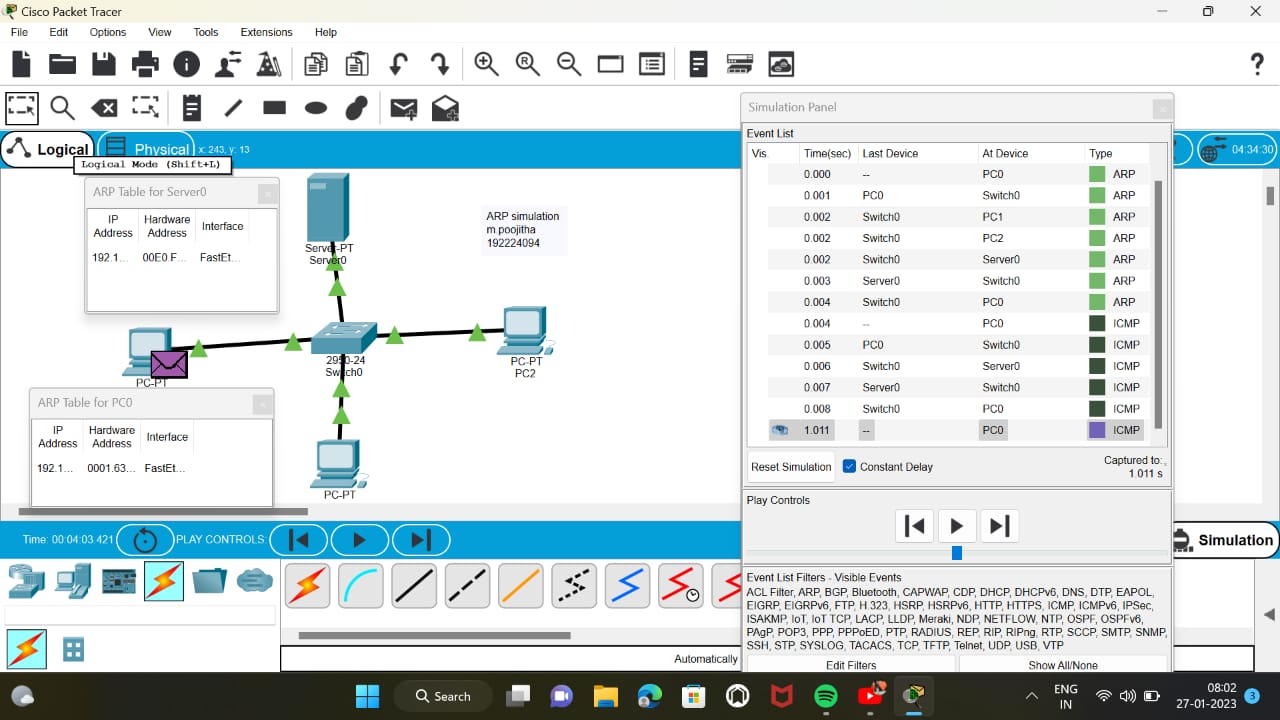 Cisco Packet Tracer
File Edit Options View Tools Extensions Help
Logical
Physical
x: 243, y: 13
Logical Mode (Shift+L)
04:34:30
ARP Table for Server0
IP Address Hardware Address Interface
192.1... 00E0.F... FastEt...
Server-PT
Server0
ARP simulation
m poojitha
192224094
2950-24
Switch0
PC-PT
PC2
PC-PT
ARP Table for PC0
IP Address Hardware Address Interface
192.1... 0001.63... FastEt...
PC-PT
Simulation Panel
Event List
Vis. Time(sec) Last Device At Device Type
0.000 -- PC0 ARP
0.001 PC0 Switch0 ARP
0.002 Switch0 PC1 ARP
0.002 Switch0 PC2 ARP
0.002 Switch0 Server0 ARP
0.003 Server0 Switch0 ARP
0.004 Switch0 PC0 ARP
0.004 -- PC0 ICMP
0.005 PC0 Switch0 ICMP
0.006 Switch0 Server0 ICMP
0.007 Server0 Switch0 ICMP
0.008 Switch0 PC0 ICMP
1.011 -- PC0 ICMP
Reset Simulation Constant Delay
Captured to:
1.011 s
Play Controls
Event List Filters - Visible Events
ACL Filter, ARP, BGP, Bluetooth, CAPWAP, CDP, DHCP, DHCPv6, DNS, DTP, EAPOL,
EIGRP, EIGRPv6, FTP, H.323, HSRP, HSRPv6, HTTP, HTTPS, ICMP, ICMPv6, IPSec,
ISAKMP, IoT, IoT TCP, LACP, LLDP, Meraki, NDP, NETFLOW, NTP, OSPF, OSPFv6,
PAgP, POP3, PPP, PPPoED, PTP, RADIUS, REP, RIP, RIPng, RTP, SCCP, SMTP, SNMP,
SSH, STP, SYSLOG, TACACS, TCP, TFTP, Telnet, UDP, USB, VTP
Edit Filters Show All/None
Time: 00:04:03.421
PLAY CONTROLS:
Simulation
Automatically
Search
ENG
IN
08:02
27-01-2023
3